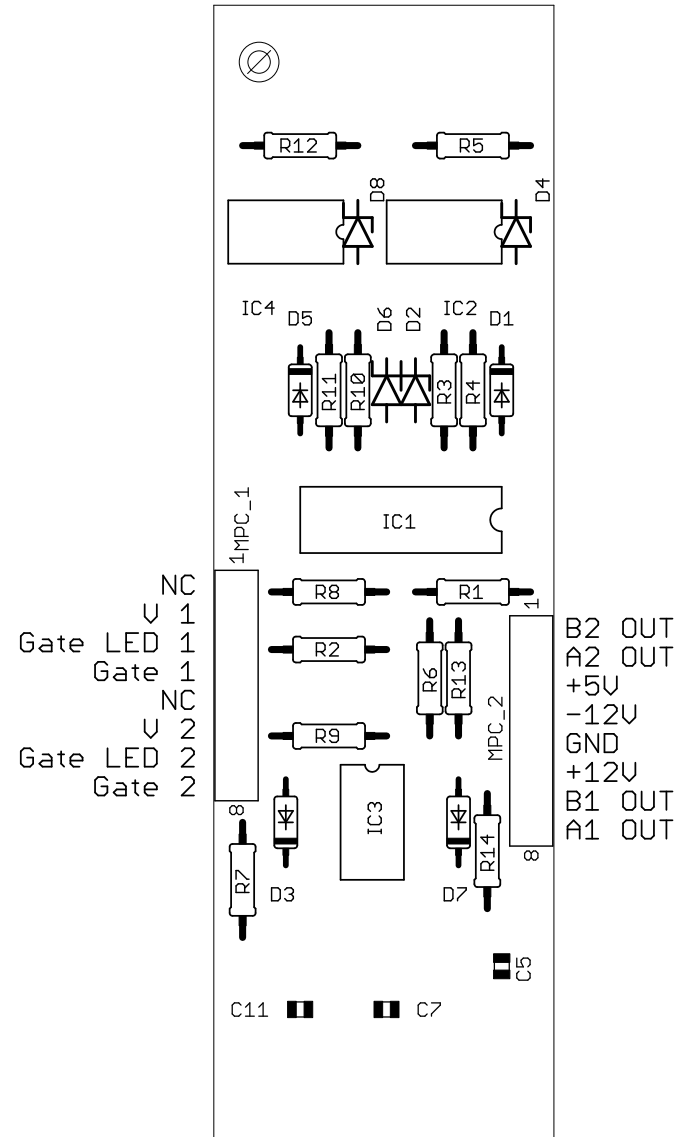 R12
R5
D8
D4
IC4
D5
D6
D2
IC2
D1
R11
R10
R3
R4
MPC_1
IC1
1
NC
V 1
Gate LED 1
Gate 1
NC
V 2
Gate LED 2
Gate 2
8
R8
R1
R2
R6
R13
R9
MPC_2
1
B2 OUT
A2 OUT
+5V
-12V
GND
+12V
B1 OUT
A1 OUT
8
IC3
R7
D3
D7
R14
C5
C11
C7